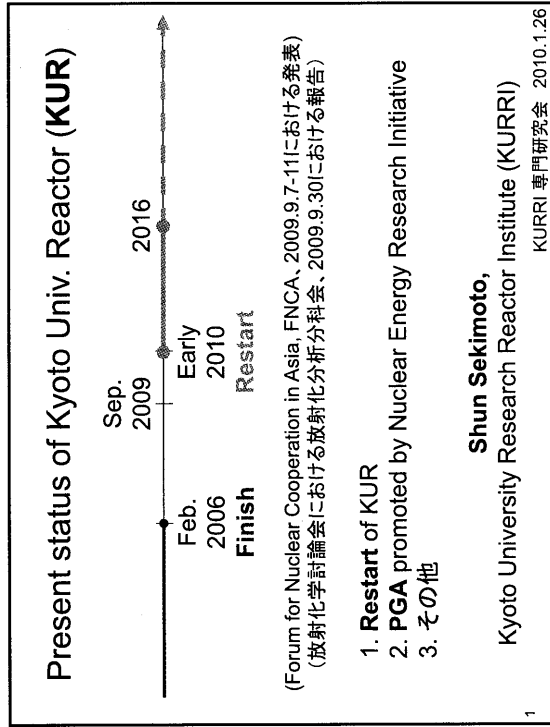 Present status of Kyoto Univ. Reactor (KUR)
Sep.
2009
2016
Feb.
2006
Finish
Early
2010
Restart
(Forum for Nuclear Cooperation in Asia, FNCA、2009.9.7-11における発表)
(放射化学討論会における放射化分析分科会、2009.9.30における報告)
1. Restart of KUR
2. PGA promoted by Nuclear Energy Research Initiative
3. その他
Shun Sekimoto,
Kyoto University Research Reactor Institute (KURRI)
KURRI 専門研究会 2010.1.26
1